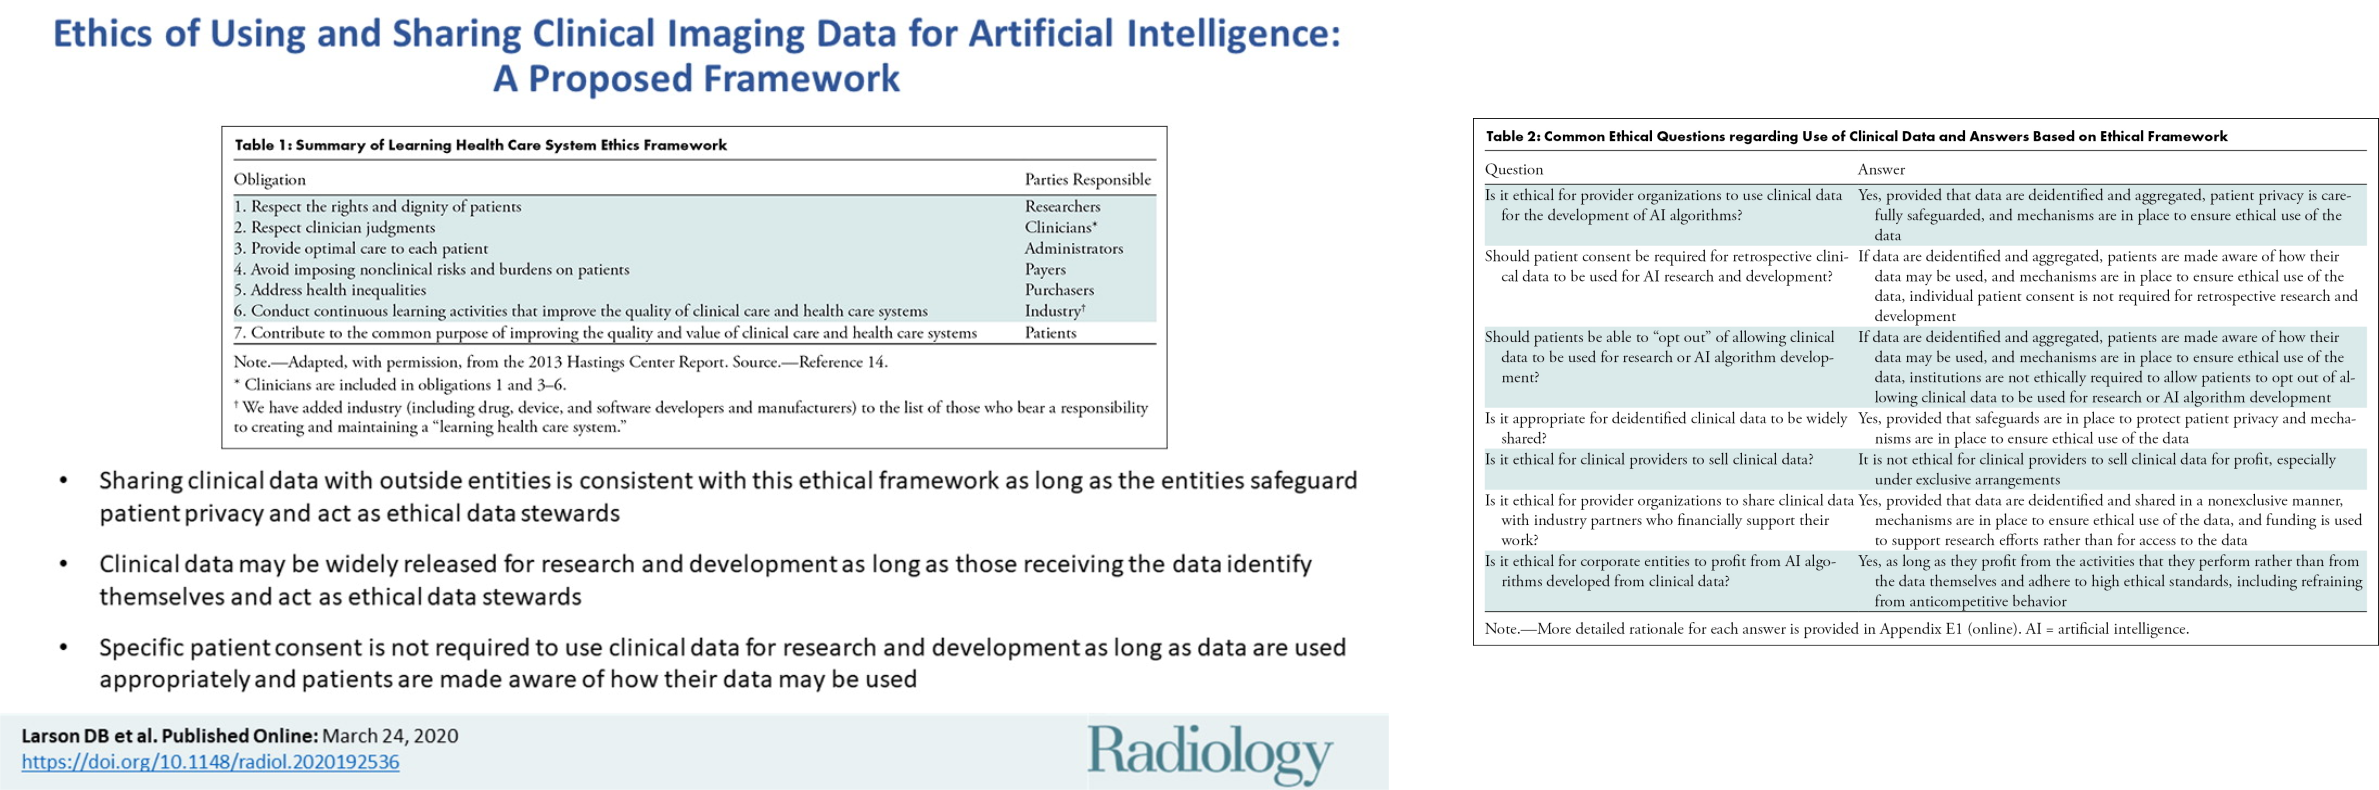 Ethics of Using and Sharing Clinical Imaging Data for Artificial Intelligence:
A Proposed Framework
Table 1: Summary of Learning Health Care System Ethics Framework
Obligation Parties Responsible
1. Respect the rights and dignity of patients Researchers
2. Respect clinician judgments Clinicians*
3. Provide optimal care to each patient Administrators
4. Avoid imposing nonclinical risks and burdens on patients Payers
5. Address health inequalities Purchasers
6. Conduct continuous learning activities that improve the quality of clinical care and health care systems Industry†
7. Contribute to the common purpose of improving the quality and value of clinical care and health care systems Patients
Note.—Adapted, with permission, from the 2013 Hastings Center Report. Source.—Reference 14.
* Clinicians are included in obligations 1 and 3–6.
† We have added industry (including drug, device, and software developers and manufacturers) to the list of those who bear a responsibility
to creating and maintaining a “learning health care system.”
• Sharing clinical data with outside entities is consistent with this ethical framework as long as the entities safeguard
patient privacy and act as ethical data stewards
• Clinical data may be widely released for research and development as long as those receiving the data identify
themselves and act as ethical data stewards
• Specific patient consent is not required to use clinical data for research and development as long as data are used
appropriately and patients are made aware of how their data may be used
Larson DB et al. Published Online: March 24, 2020
https://doi.org/10.1148/radiol.2020192536
Radiology
Table 2: Common Ethical Questions regarding Use of Clinical Data and Answers Based on Ethical Framework
Question Answer
Is it ethical for provider organizations to use clinical data Yes, provided that data are deidentified and aggregated, patient privacy is care-
for the development of AI algorithms? fully safeguarded, and mechanisms are in place to ensure ethical use of the
data
Should patient consent be required for retrospective clini- If data are deidentified and aggregated, patients are made aware of how their
cal data to be used for AI research and development? data may be used, and mechanisms are in place to ensure ethical use of the
data, individual patient consent is not required for retrospective research and
development
Should patients be able to “opt out” of allowing clinical If data are deidentified and aggregated, patients are made aware of how their
data to be used for research or AI algorithm develop- data may be used, and mechanisms are in place to ensure ethical use of the
ment? data, institutions are not ethically required to allow patients to opt out of al-
lowing clinical data to be used for research or AI algorithm development
Is it appropriate for deidentified clinical data to be widely Yes, provided that safeguards are in place to protect patient privacy and mecha-
shared? nisms are in place to ensure ethical use of the data
Is it ethical for clinical providers to sell clinical data? It is not ethical for clinical providers to sell clinical data for profit, especially
under exclusive arrangements
Is it ethical for provider organizations to share clinical data Yes, provided that data are deidentified and shared in a nonexclusive manner,
with industry partners who financially support their mechanisms are in place to ensure ethical use of the data, and funding is used
work? to support research efforts rather than for access to the data
Is it ethical for corporate entities to profit from AI algo- Yes, as long as they profit from the activities that they perform rather than from
rithms developed from clinical data? the data themselves and adhere to high ethical standards, including refraining
from anticompetitive behavior
Note.—More detailed rationale for each answer is provided in Appendix E1 (online). AI = artificial intelligence.